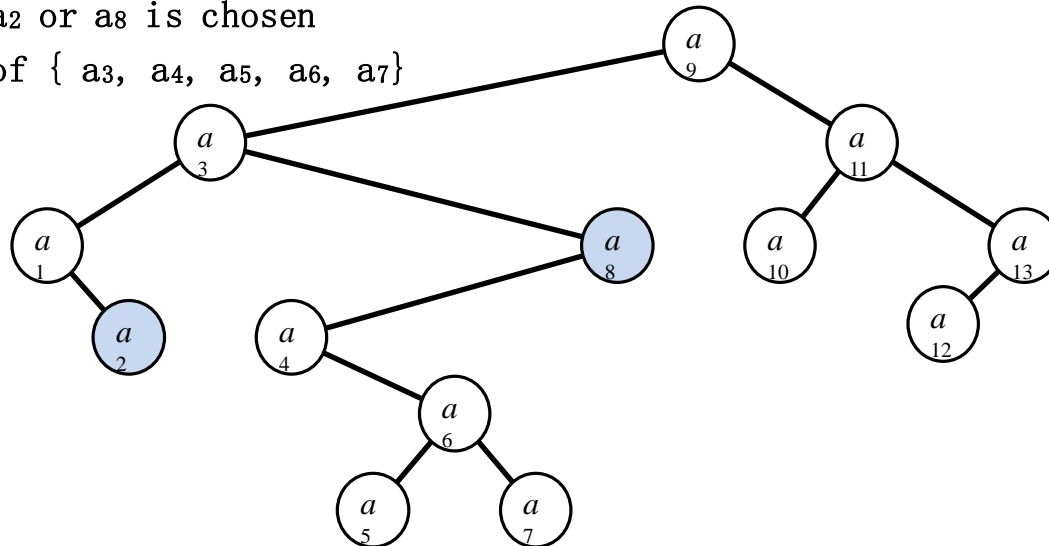 a2 or a8 is chosen
of { a3, a4, a5, a6, a7}
a9
a3
a11
a1
a8
a10
a13
a2
a4
a12
a6
a5
a7